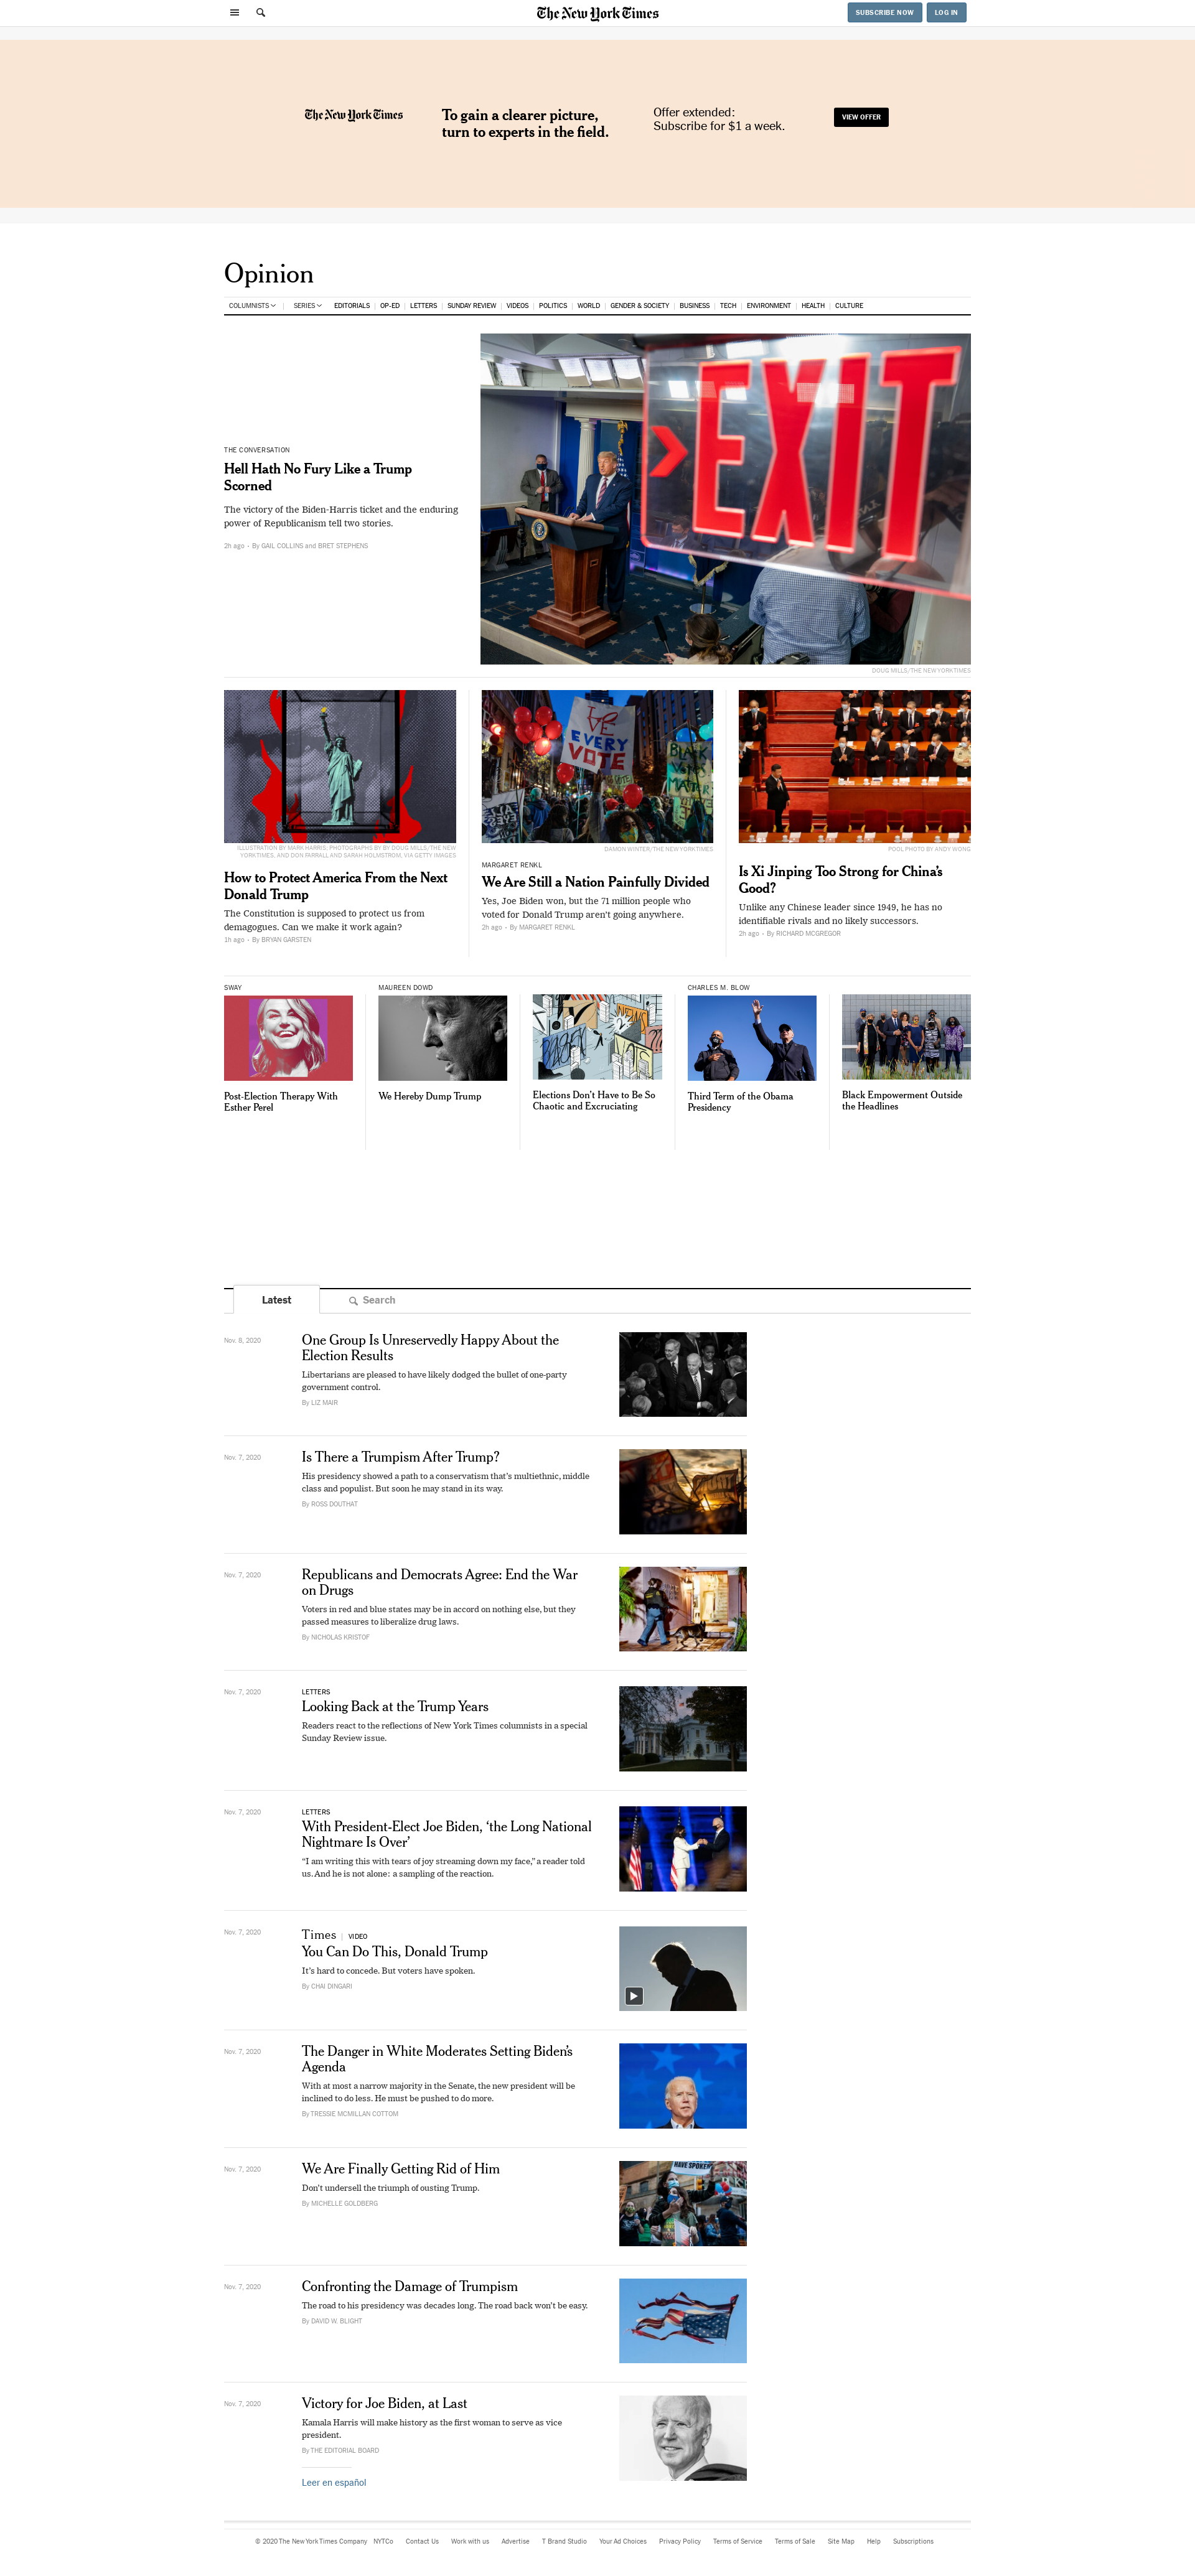 The New York Times
SUBSCRIBE NOW
LOG IN
The New York Times
To gain a clearer picture,
turn to experts in the field.
Offer extended:
Subscribe for $1 a week.
VIEW OFFER
Opinion
COLUMNISTS | SERIES EDITORIALS | OP-ED | LETTERS | SUNDAY REVIEW | VIDEOS | POLITICS | WORLD | GENDER & SOCIETY | BUSINESS | TECH | ENVIRONMENT | HEALTH | CULTURE
THE CONVERSATION
Hell Hath No Fury Like a Trump
Scorned
The victory of the Biden-Harris ticket and the enduring
power of Republicanism tell two stories.
2h ago • By GAIL COLLINS and BRET STEPHENS
EXIT
DOUG MILLS/THE NEW YORK TIMES
ILLUSTRATION BY MARK HARRIS; PHOTOGRAPHS BY BY DOUG MILLS/THE NEW
YORK TIMES, AND DON FARRALL AND SARAH HOLMSTROM, VIA GETTY IMAGES
How to Protect America From the Next
Donald Trump
The Constitution is supposed to protect us from
demagogues. Can we make it work again?
1h ago • By BRYAN GARSTEN
EVERY
VOTE
BLACK
MATTER
DAMON WINTER/THE NEW YORK TIMES
MARGARET RENKL
We Are Still a Nation Painfully Divided
Yes, Joe Biden won, but the 71 million people who
voted for Donald Trump aren't going anywhere.
2h ago • By MARGARET RENKL
POOL PHOTO BY ANDY WONG
Is Xi Jinping Too Strong for China's
Good?
Unlike any Chinese leader since 1949, he has no
identifiable rivals and no likely successors.
2h ago • By RICHARD MCGREGOR
SWAY
Post-Election Therapy With
Esther Perel
MAUREEN DOWD
We Hereby Dump Trump
Elections Don't Have to Be So
Chaotic and Excruciating
CHARLES M. BLOW
Third Term of the Obama
Presidency
Black Empowerment Outside
the Headlines
Latest
Search
Nov. 8, 2020
One Group Is Unreservedly Happy About the
Election Results
Libertarians are pleased to have likely dodged the bullet of one-party
government control.
By LIZ MAIR
Nov. 7, 2020
Is There a Trumpism After Trump?
His presidency showed a path to a conservatism that's multiethnic, middle
class and populist. But soon he may stand in its way.
By ROSS DOUTHAT
Nov. 7, 2020
Republicans and Democrats Agree: End the War
on Drugs
Voters in red and blue states may be in accord on nothing else, but they
passed measures to liberalize drug laws.
By NICHOLAS KRISTOF
Nov. 7, 2020
LETTERS
Looking Back at the Trump Years
Readers react to the reflections of New York Times columnists in a special
Sunday Review issue.
Nov. 7, 2020
LETTERS
With President-Elect Joe Biden, ‘the Long National
Nightmare Is Over’
“I am writing this with tears of joy streaming down my face,” a reader told
us. And he is not alone: a sampling of the reaction.
Nov. 7, 2020
Times | VIDEO
You Can Do This, Donald Trump
It's hard to concede. But voters have spoken.
By CHAI DINGARI
Nov. 7, 2020
The Danger in White Moderates Setting Biden's
Agenda
With at most a narrow majority in the Senate, the new president will be
inclined to do less. He must be pushed to do more.
By TRESSIE MCMILLAN COTTOM
Nov. 7, 2020
We Are Finally Getting Rid of Him
Don't undersell the triumph of ousting Trump.
By MICHELLE GOLDBERG
HAVE SPOKEN
Nov. 7, 2020
Confronting the Damage of Trumpism
The road to his presidency was decades long. The road back won't be easy.
By DAVID W. BLIGHT
Nov. 7, 2020
Victory for Joe Biden, at Last
Kamala Harris will make history as the first woman to serve as vice
president.
By THE EDITORIAL BOARD
Leer en español
© 2020 The New York Times Company NYTCo Contact Us Work with us Advertise T Brand Studio Your Ad Choices Privacy Policy Terms of Service Terms of Sale Site Map Help Subscriptions